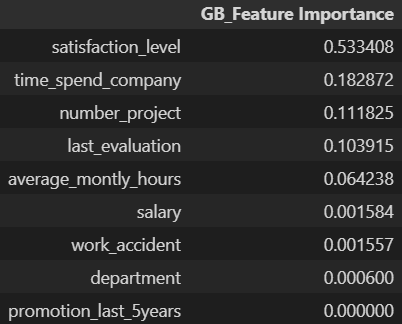 GB_Feature Importance
satisfaction_level 0.533408
time_spend_company 0.182872
number_project 0.111825
last_evaluation 0.103915
average_montly_hours 0.064238
salary 0.001584
work_accident 0.001557
department 0.000600
promotion_last_5years 0.000000